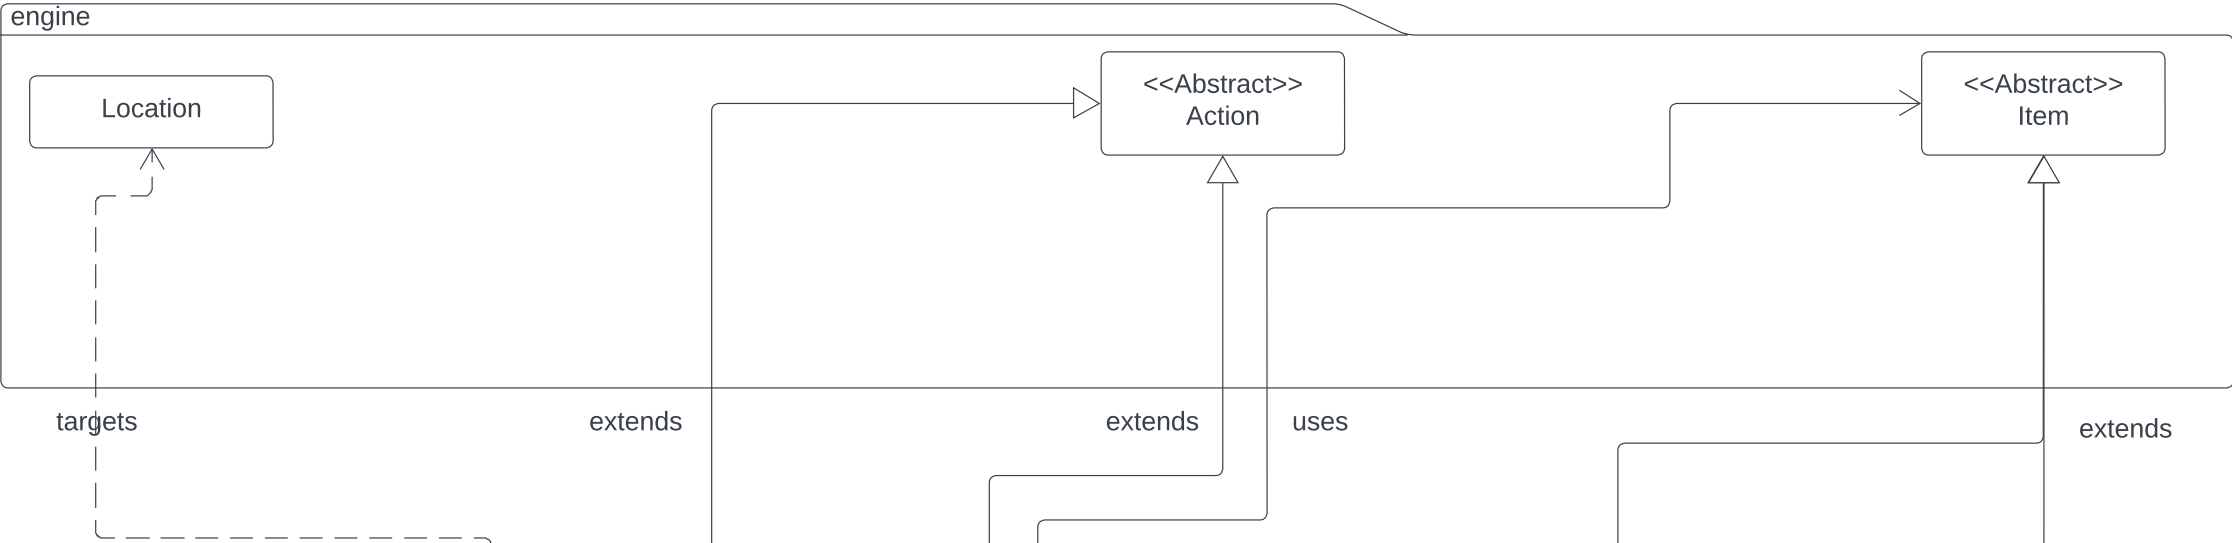 engine
Location
<<Abstract>>
Action
<<Abstract>>
Item
targets
extends
extends
uses
extends